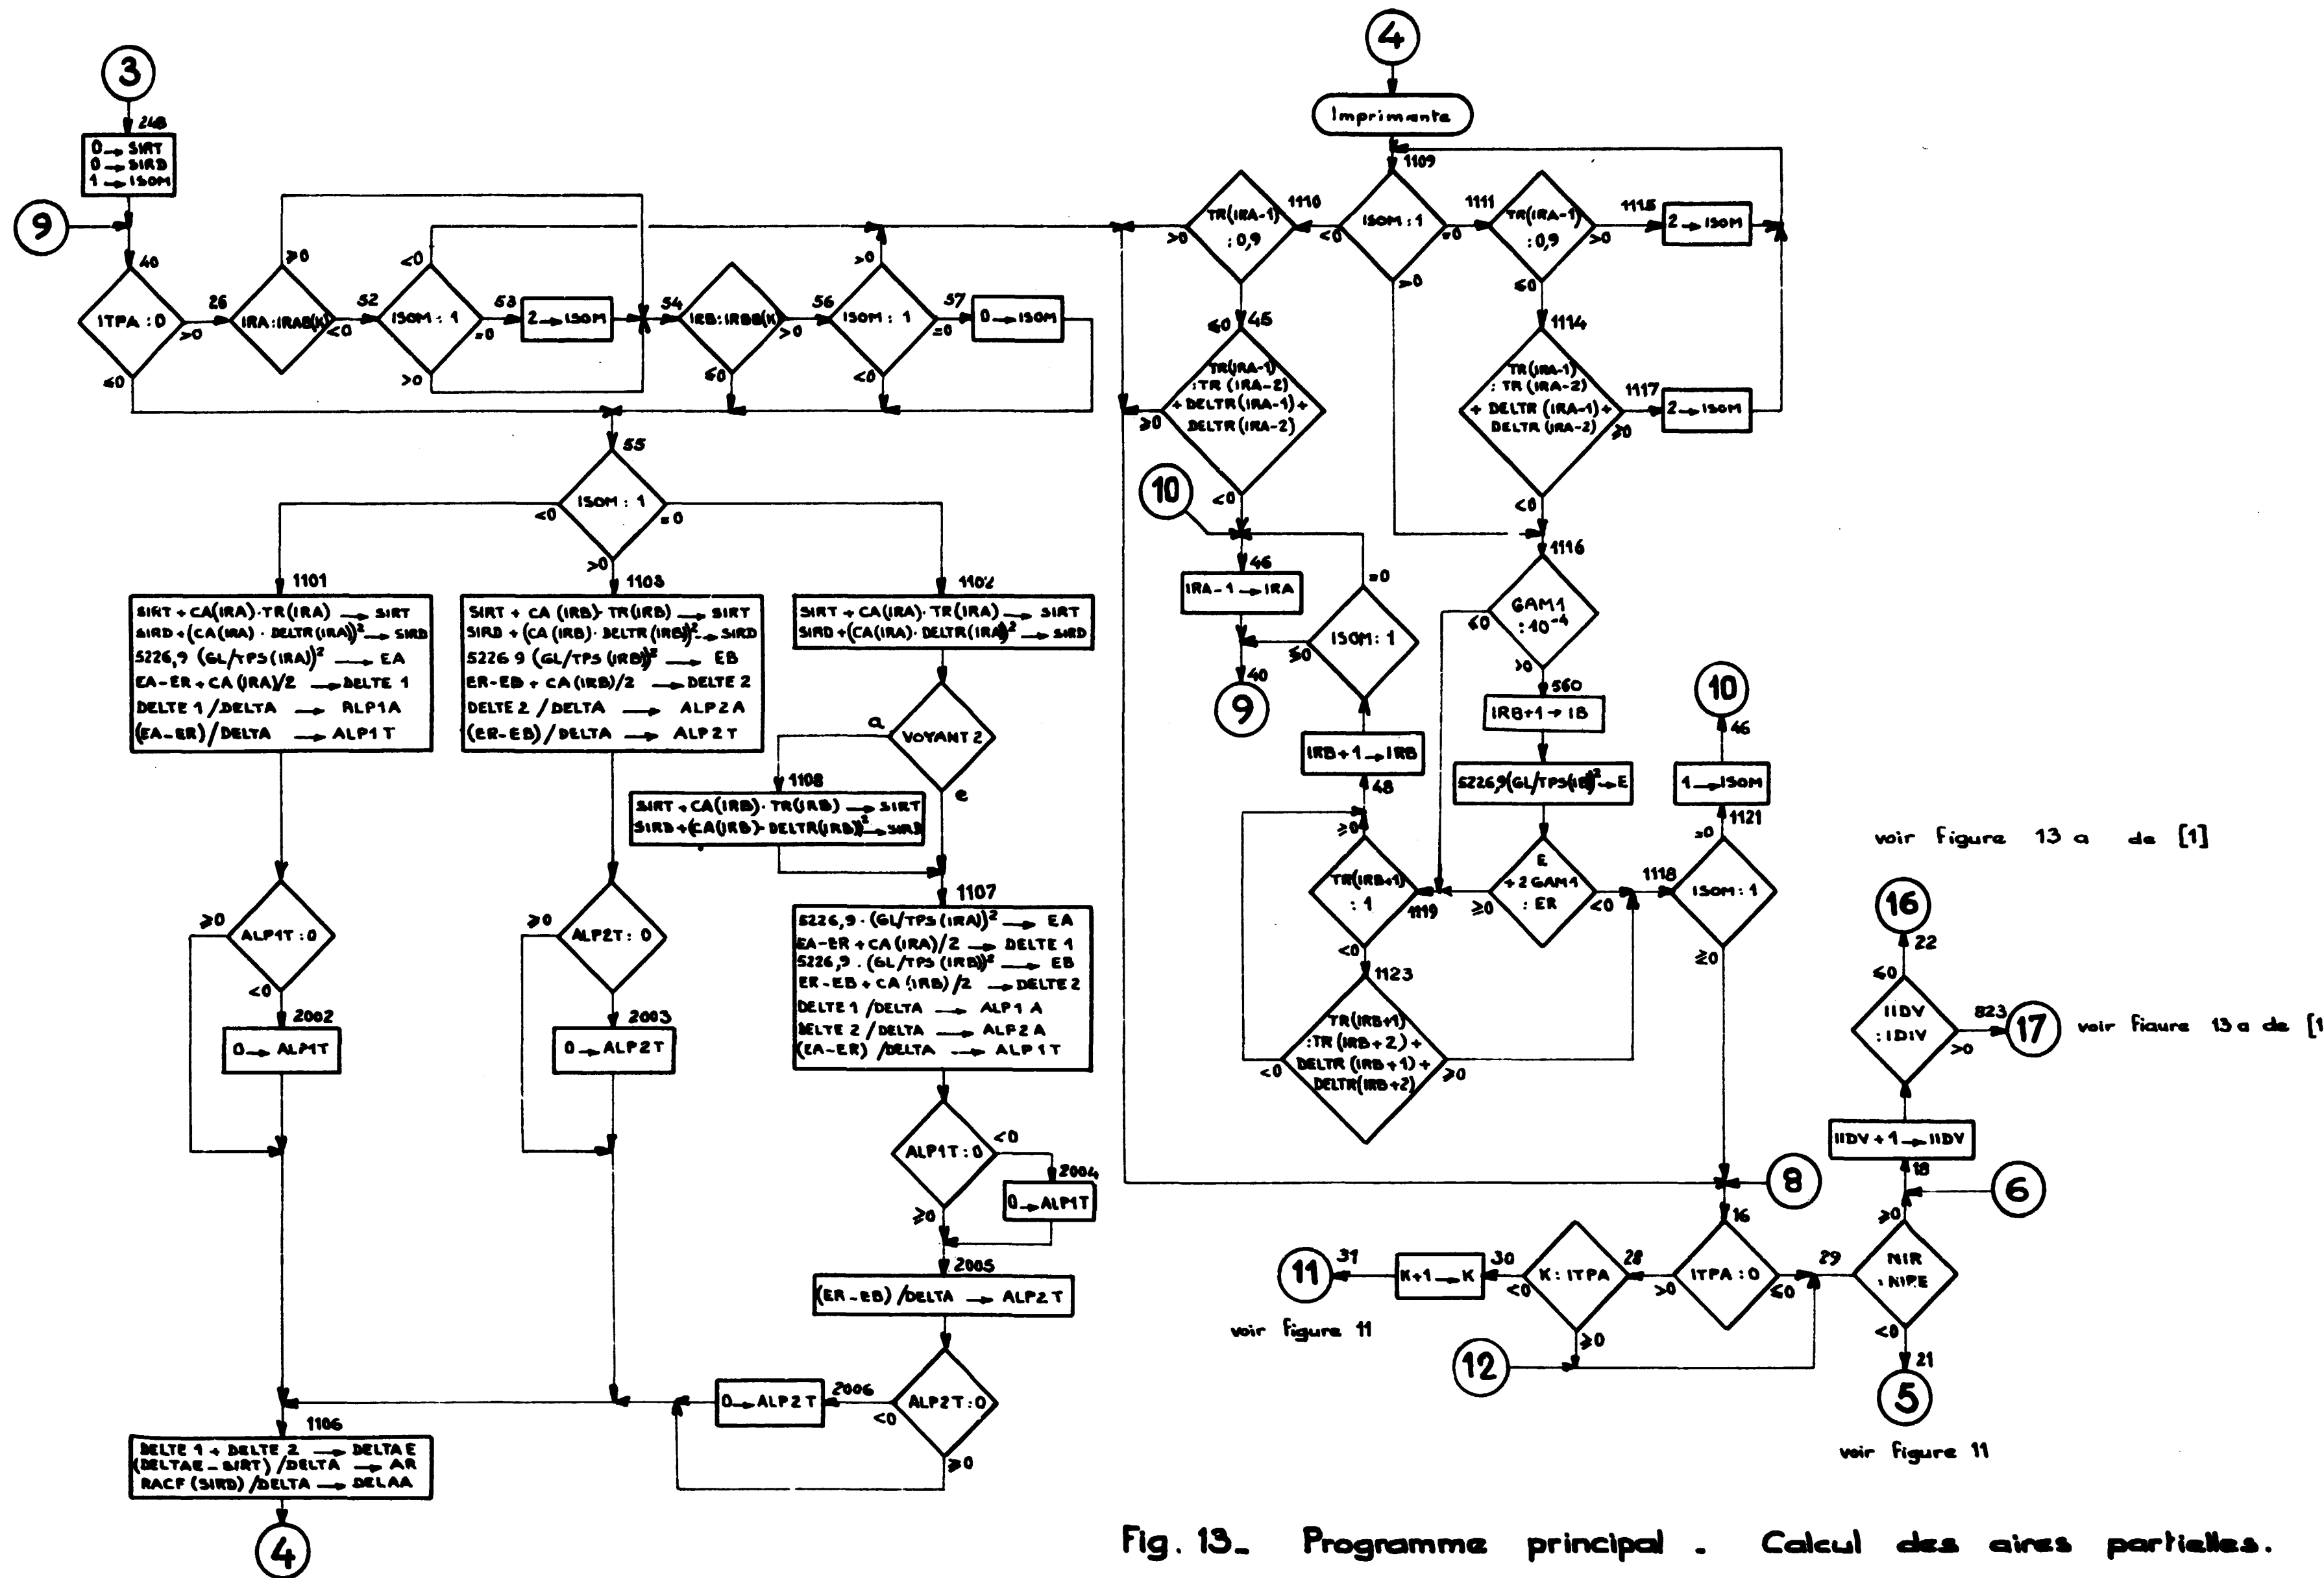 3
248
0 → SIRT
0 → SIRD
1 → ISOM
9
40
ITPA : 0
>0
≤0
26
IRA : IRAB(K)
≥0
<0
52
ISOM : 1
<0
=0
>0
53
2 → ISOM
54
IRB : IRBB(K)
>0
≤0
56
ISOM : 1
>0
=0
<0
57
0 → ISOM
55
ISOM : 1
<0
=0
>0
1101
SIRT + CA(IRA) · TR(IRA) → SIRT
SIRD + (CA(IRA) · DELTR(IRA))² → SIRD
5226,9 (GL/TPS(IRA))² → EA
EA-ER + CA(IRA)/2 → DELTE 1
DELTE 1 / DELTA → ALP1A
(EA-ER) / DELTA → ALP1T
ALP1T : 0
≥0
<0
2002
0 → ALP1T
1103
SIRT + CA (IRB) · TR(IRB) → SIRT
SIRD + (CA (IRB) · DELTR(IRB))² → SIRD
5226 9 (GL/TPS(IRB))² → EB
ER-EB + CA (IRB)/2 → DELTE 2
DELTE 2 / DELTA → ALP2A
(ER-EB) / DELTA → ALP2T
ALP2T : 0
≥0
<0
2003
0 → ALP2T
1102
SIRT + CA(IRA) · TR(IRA) → SIRT
SIRD + (CA(IRA) · DELTR(IRA))² → SIRD
VOYANT 2
a
e
1108
SIRT + CA(IRB) · TR(IRB) → SIRT
SIRD + (CA(IRB) · DELTR(IRB))² → SIRD
1107
5226,9 · (GL/TPS(IRA))² → EA
EA-ER + CA(IRA)/2 → DELTE 1
5226,9 · (GL/TPS(IRB))² → EB
ER-EB + CA(IRB)/2 → DELTE 2
DELTE 1 / DELTA → ALP1A
DELTE 2 / DELTA → ALP2A
(EA-ER) / DELTA → ALP1T
ALP1T : 0
<0
≥0
2004
0 → ALP1T
2005
(ER-EB) / DELTA → ALP2T
ALP2T : 0
<0
≥0
2006
0 → ALP2T
1106
DELTE 1 + DELTE 2 → DELTAE
(DELTAE - SIRT) / DELTA → AR
RACF (SIRD) / DELTA → DELAA
4
4
Imprimante
1109
ISOM : 1
<0
=0
>0
1110
TR(IRA-1)
: 0,9
>0
≤0
45
TR(IRA-1)
: TR (IRA-2)
+ DELTR(IRA-1) +
DELTR(IRA-2)
≥0
<0
1111
TR(IRA-1)
: 0,9
>0
≤0
1115
2 → ISOM
1114
TR(IRA-1)
: TR (IRA-2)
+ DELTR (IRA-1) +
DELTR (IRA-2)
≥0
<0
1117
2 → ISOM
10
46
IRA-1 → IRA
40
9
ISOM : 1
=0
≤0
IRB+1 → IRB
48
1116
GAM1
: 10⁻⁴
≤0
>0
560
IRB+1 → IB
5226,9(GL/TPS(IB))² → E
E
+ 2 GAM1
: ER
≥0
<0
1119
TR(IRB+1)
: 1
≥0
<0
1123
TR(IRB+1)
: TR (IRB+2) +
DELTR (IRB+1) +
DELTR(IRB+2)
<0
≥0
1118
ISOM : 1
=0
≥0
1121
1 → ISOM
46
10
8
16
ITPA : 0
>0
≤0
28
K : ITPA
<0
≥0
30
K+1 → K
31
11
voir figure 11
12
29
NIR
: NIRE
≥0
<0
21
5
voir figure 11
6
18
IIDV + 1 → IIDV
IIDV
: IDIV
≤0
>0
22
16
voir figure 13 a de [1]
823
17
voir figure 13 a de [1
Fig. 13_ Programme principal - Calcul des aires partielles.